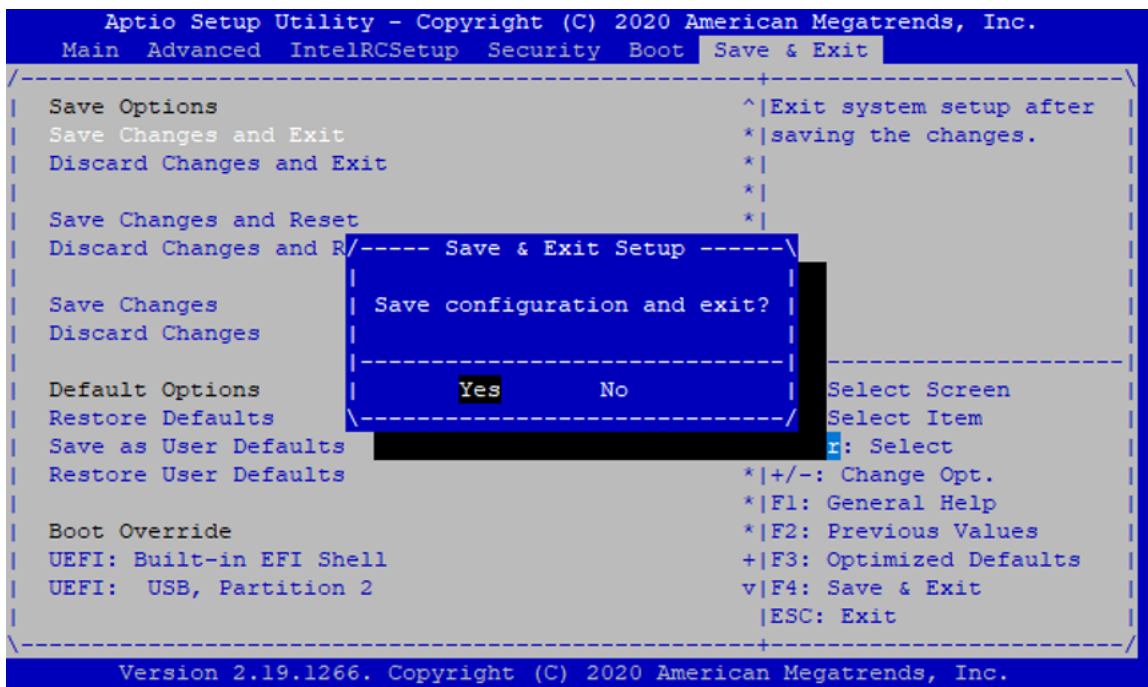 Aptio Setup Utility - Copyright (C) 2020 American Megatrends, Inc.
Main Advanced IntelRCSetup Security Boot Save & Exit
/----------------------------------------------------+-------------------------\
Save Options ^|Exit system setup after
Save Changes and Exit *|saving the changes.
Discard Changes and Exit *|
*|
Save Changes and Reset *|
Discard Changes and R/----- Save & Exit Setup ------\
Save Changes | Save configuration and exit? |
Discard Changes | |
|------------------------------| ---------------------|
Default Options | Yes No | Select Screen
Restore Defaults \------------------------------/ Select Item
Save as User Defaults r: Select
Restore User Defaults *|+/-: Change Opt.
*|F1: General Help
Boot Override *|F2: Previous Values
UEFI: Built-in EFI Shell +|F3: Optimized Defaults
UEFI: USB, Partition 2 v|F4: Save & Exit
|ESC: Exit
\----------------------------------------------------+-------------------------/
Version 2.19.1266. Copyright (C) 2020 American Megatrends, Inc.